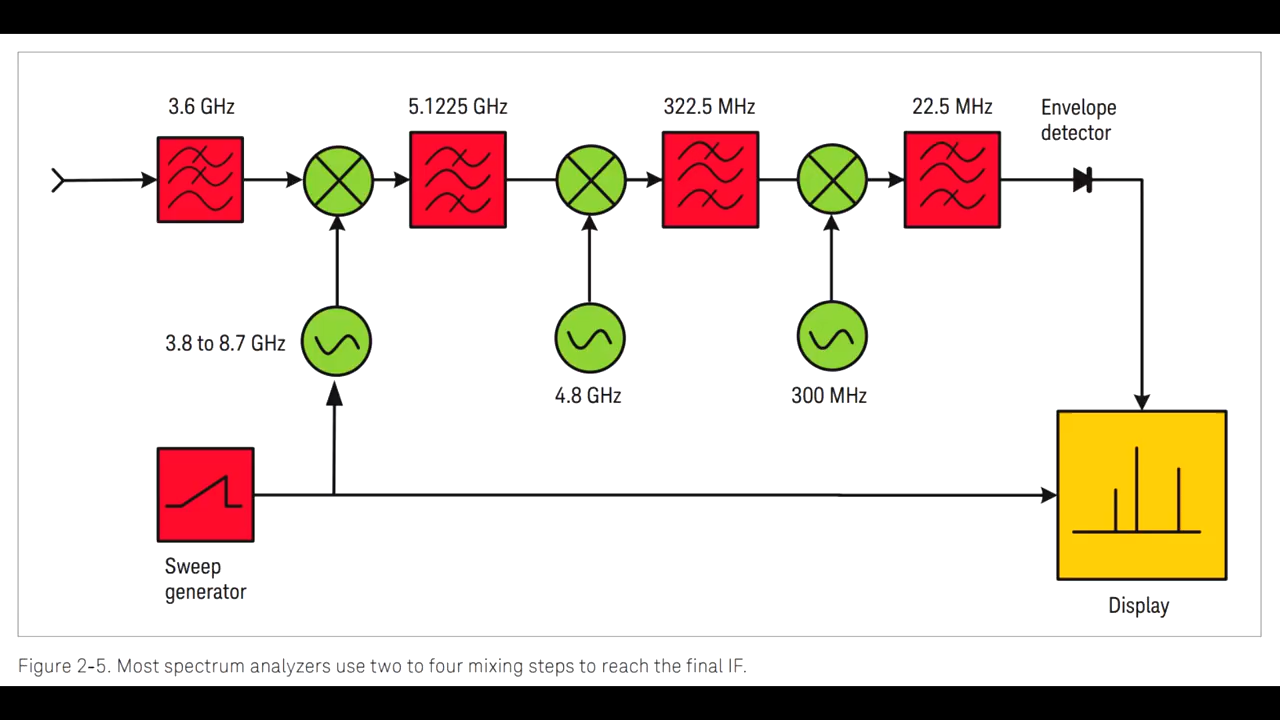 3.6 GHz
5.1225 GHz
322.5 MHz
22.5 MHz
Envelope
detector
3.8 to 8.7 GHz
4.8 GHz
300 MHz
Sweep
generator
Display
Figure 2-5. Most spectrum analyzers use two to four mixing steps to reach the final IF.